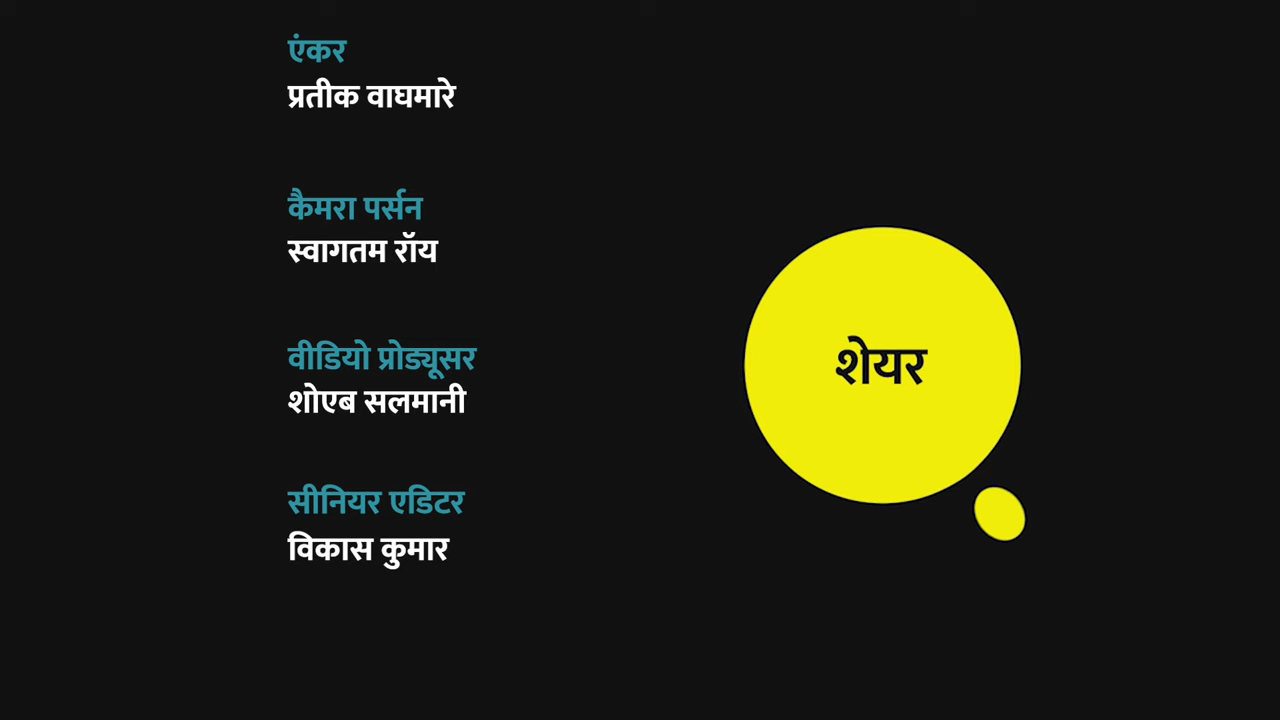 एंकर
प्रतीक वाघमारे
कैमरा पर्सन
स्वागतम रॉय
वीडियो प्रोड्यूसर
शोएब सलमानी
सीनियर एडिटर
विकास कुमार
शेयर